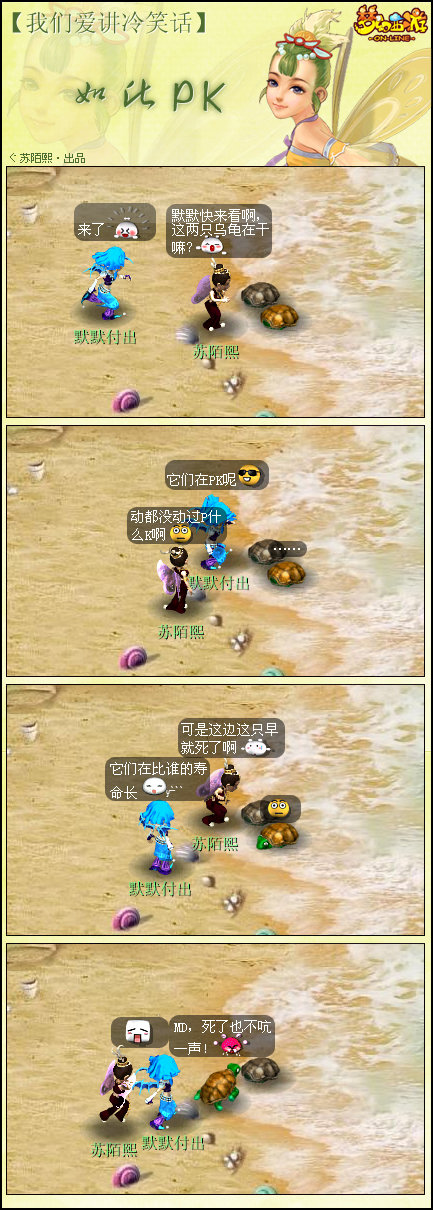 【我们爱讲冷笑话】
梦幻西游
-ON-LINE-
如此PK
苏陌熙·出品
来了
默默快来看啊,
这两只乌龟在干
嘛?
默默付出
苏陌熙
它们在PK呢
动都没动过P什
么K啊
······
默默付出
苏陌熙
可是这边这只早
就死了啊
它们在比谁的寿
命长
苏陌熙
默默付出
MD，死了也不吭
一声!
苏陌熙
默默付出